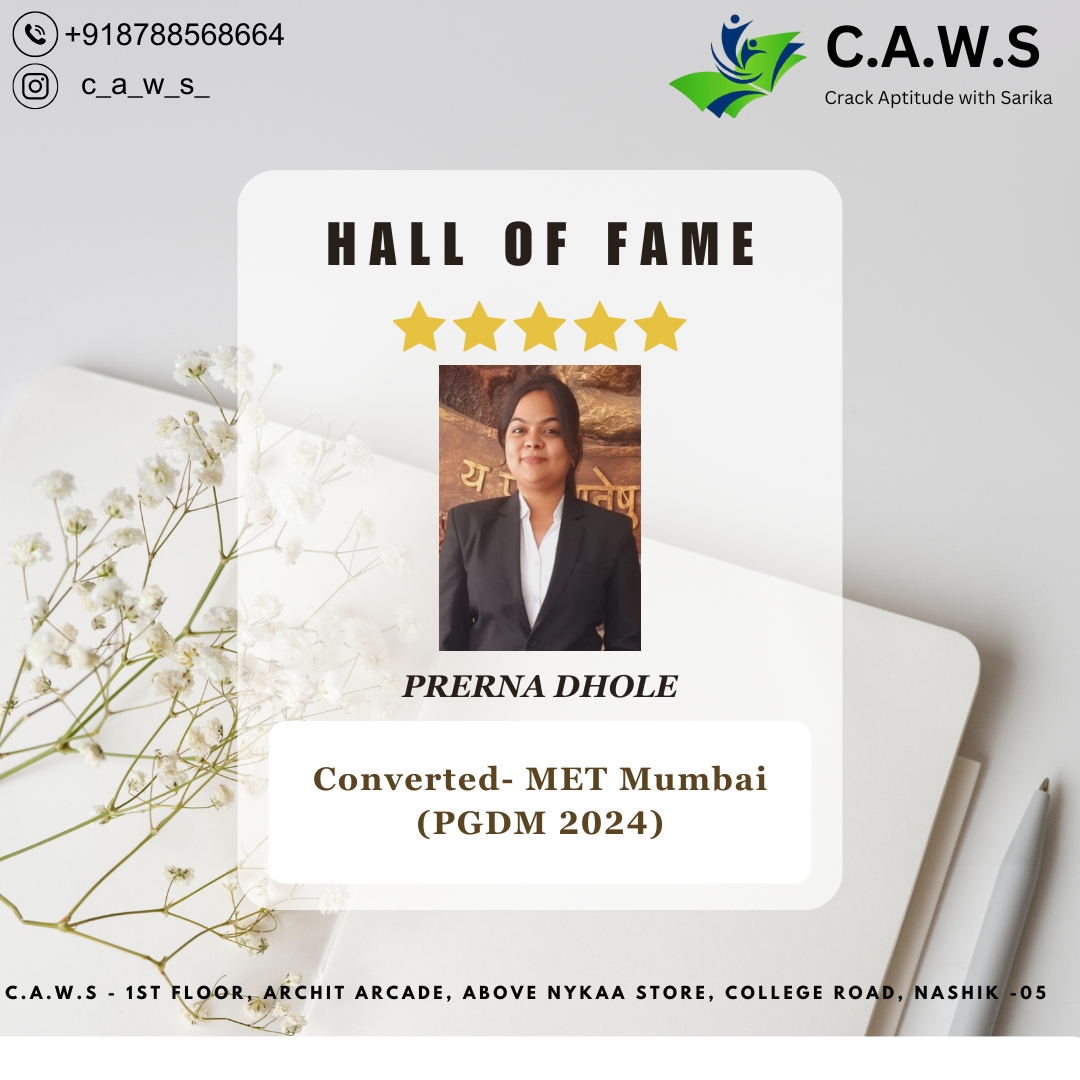 +918788568664
c_a_w_s_
C.A.W.S
Crack Aptitude with Sarika
HALL OF FAME
PRERNA DHOLE
Converted- MET Mumbai
(PGDM 2024)
C.A.W.S - 1ST FLOOR, ARCHIT ARCADE, ABOVE NYKAA STORE, COLLEGE ROAD, NASHIK -05